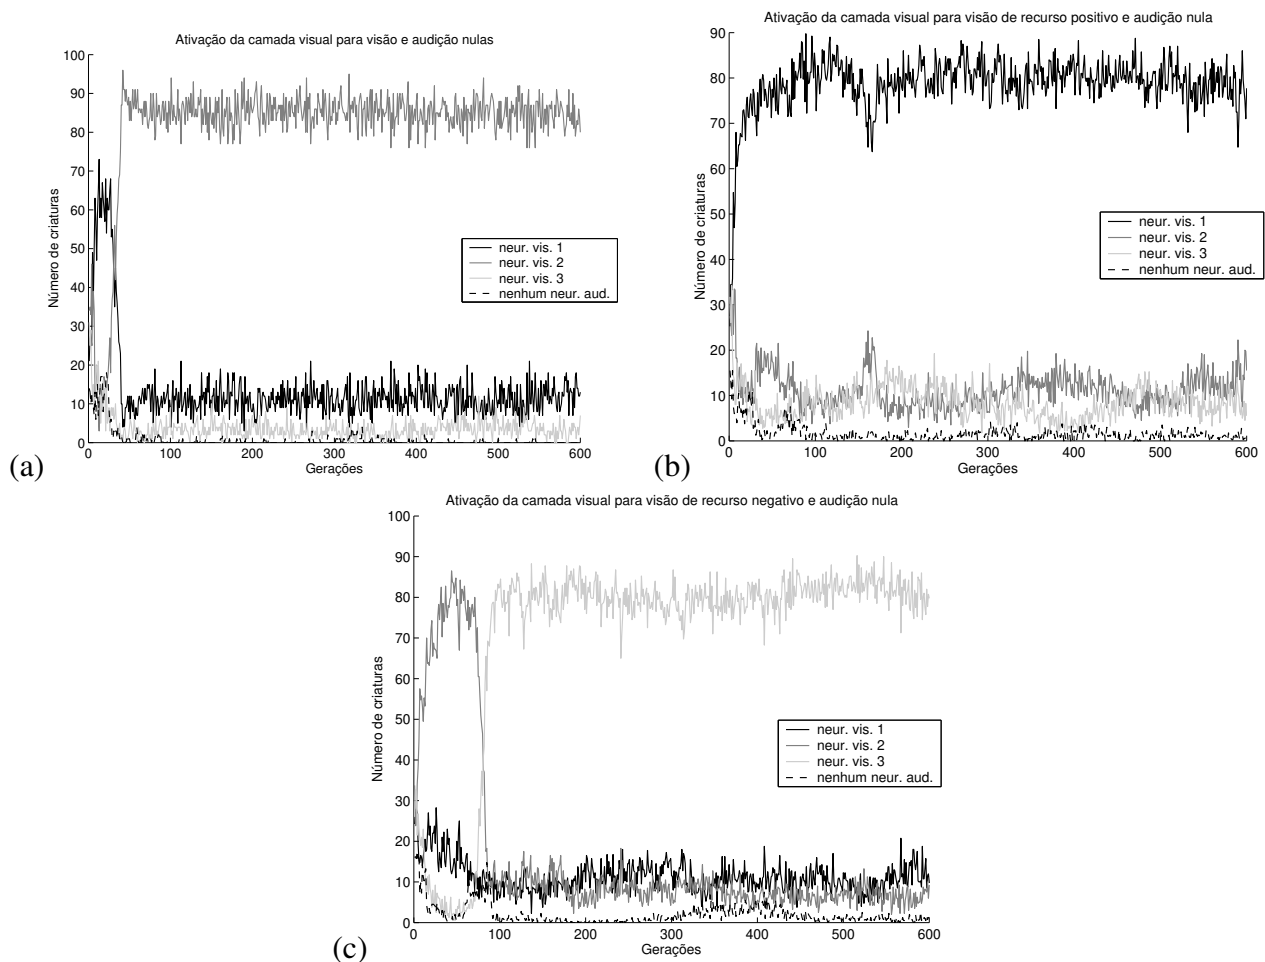 Ativação da camada visual para visão e audição nulas
100
90
80
70
60
50
40
30
20
10
0
Número de criaturas
neur. vis. 1
neur. vis. 2
neur. vis. 3
nenhum neur. aud.
0 100 200 300 400 500 600
Gerações
(a)
Ativação da camada visual para visão de recurso positivo e audição nula
90
80
70
60
50
40
30
20
10
0
Número de criaturas
neur. vis. 1
neur. vis. 2
neur. vis. 3
nenhum neur. aud.
0 100 200 300 400 500 600
Gerações
(b)
Ativação da camada visual para visão de recurso negativo e audição nula
100
90
80
70
60
50
40
30
20
10
0
Número de criaturas
neur. vis. 1
neur. vis. 2
neur. vis. 3
nenhum neur. aud.
0 100 200 300 400 500 600
Gerações
(c)